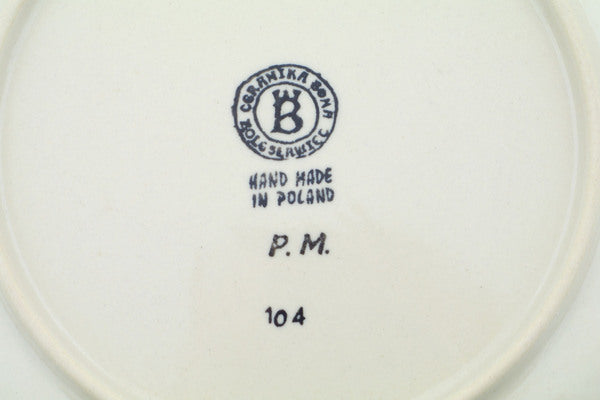 CERAMIKA BONA
BOLESŁAWIEC
B
HAND MADE
IN POLAND
P.M.
104